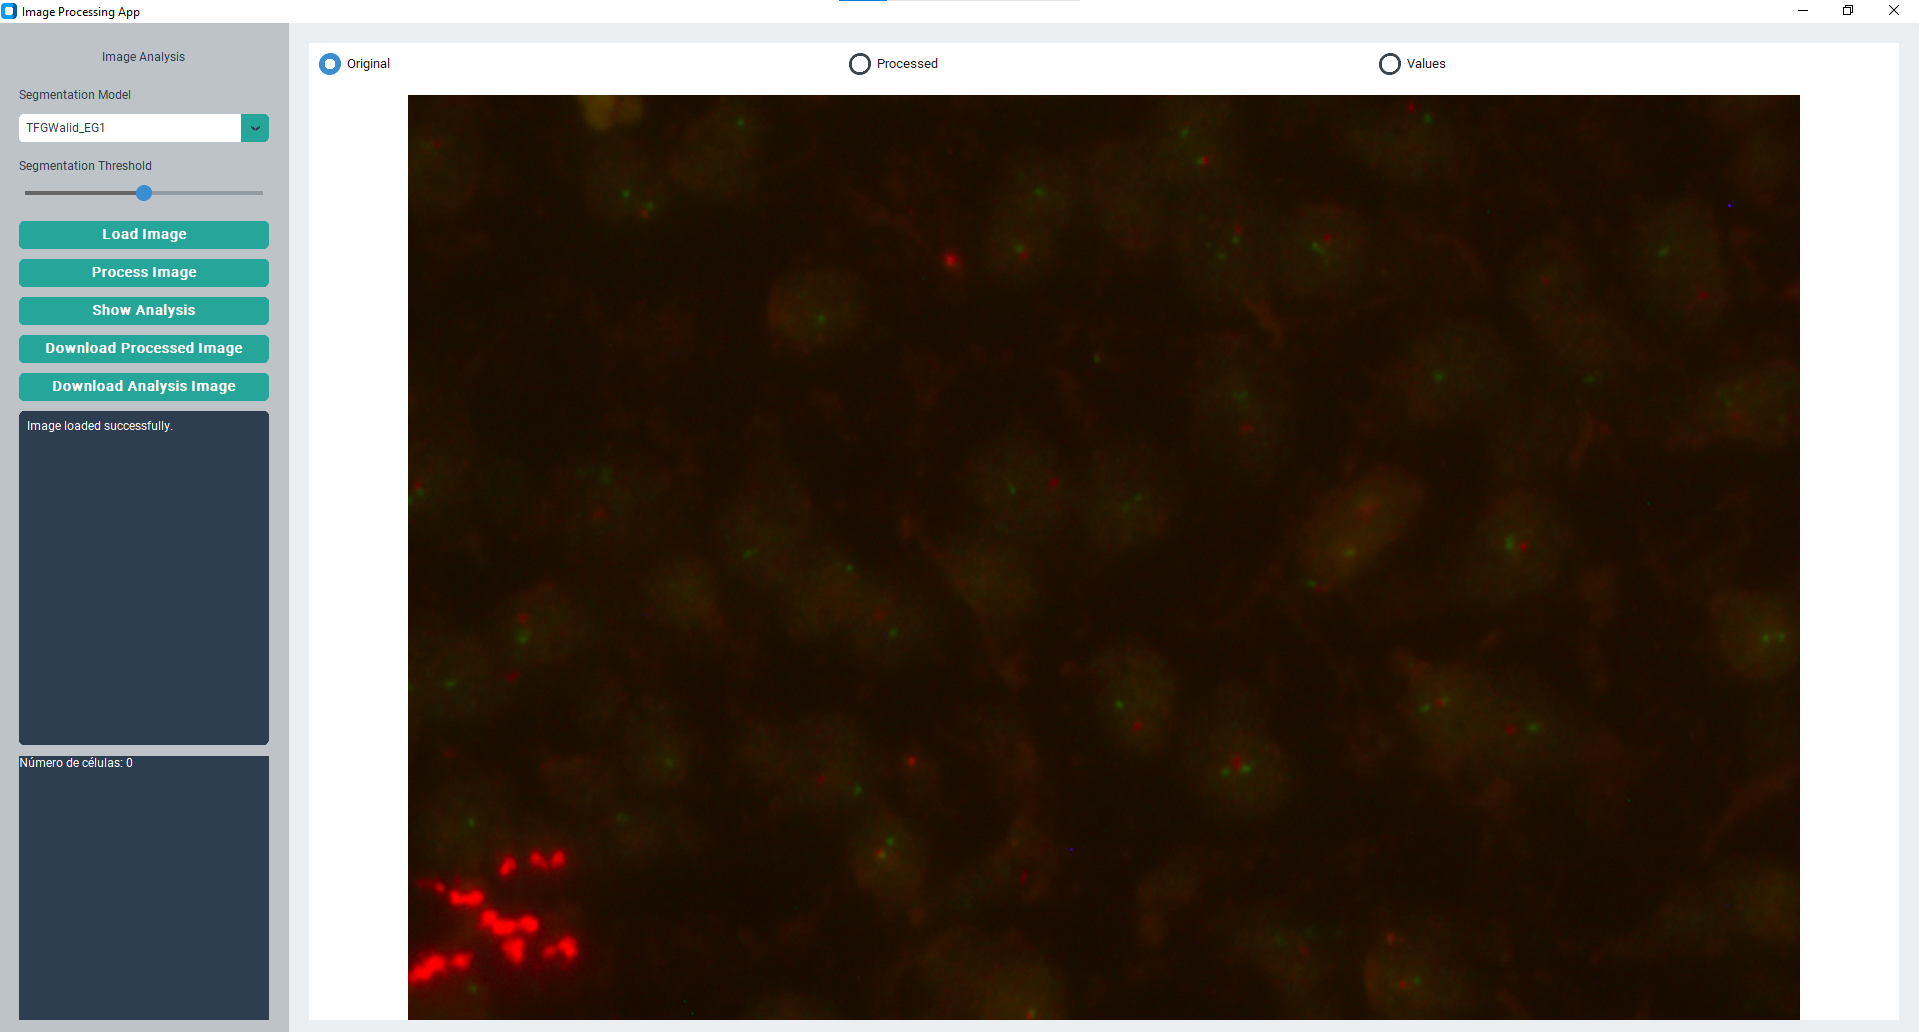 Image Processing App
Image Analysis
Segmentation Model
TFGWalid_EG1
Segmentation Threshold
Load Image
Process Image
Show Analysis
Download Processed Image
Download Analysis Image
Image loaded successfully.
Número de células: 0
Original
Processed
Values